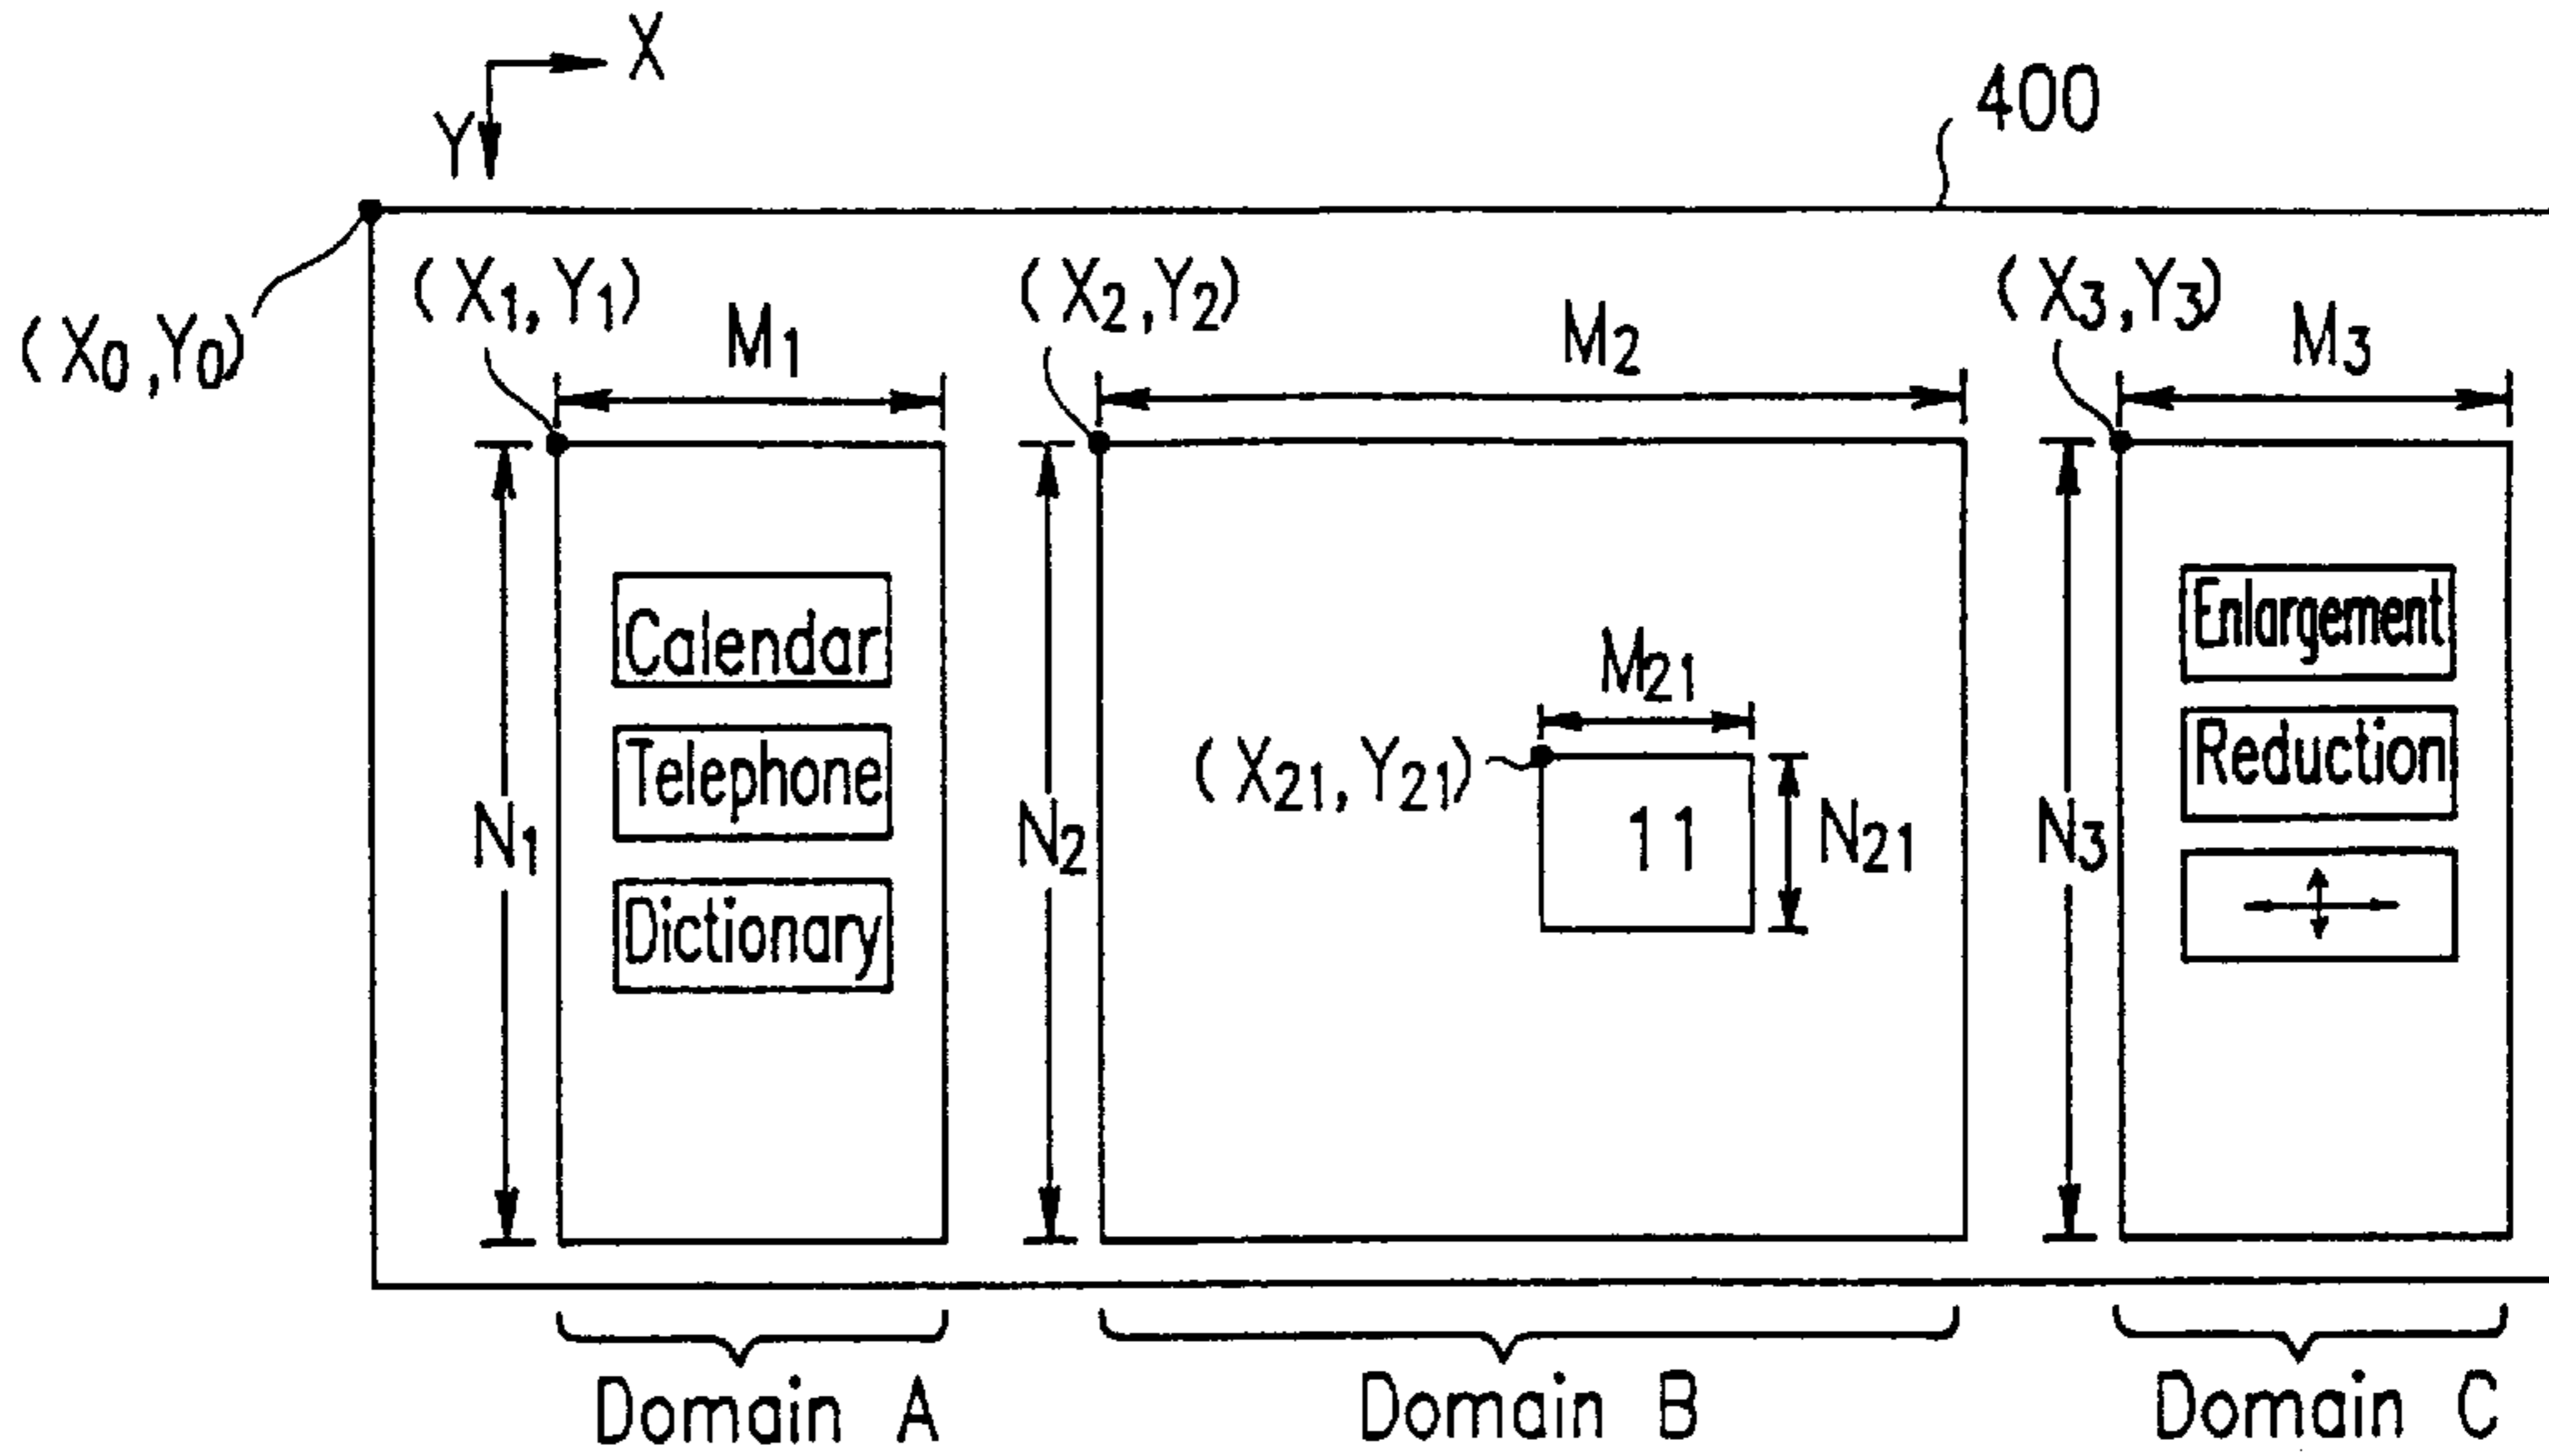 X
Y
400
(X0,Y0)
(X1,Y1)
M1
(X2,Y2)
M2
(X3,Y3)
M3
N1
Calendar
Telephone
Dictionary
N2
(X21,Y21)
M21
11
N21
N3
Enlargement
Reduction
Domain A
Domain B
Domain C